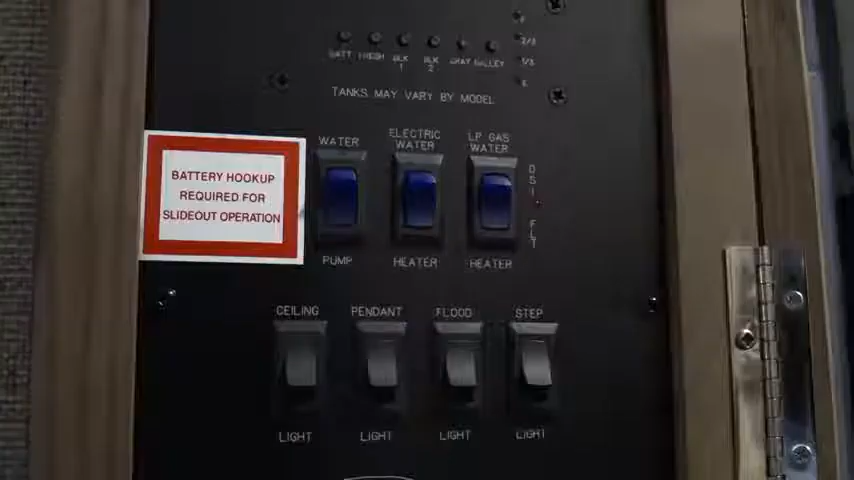 E
2/3
1/3
BATT FRESH BLK 1 BLK 2 GRAY GALLEY
TANKS MAY VARY BY MODEL
WATER PUMP
ELECTRIC WATER HEATER
LP GAS WATER HEATER
DSI FLT
BATTERY HOOKUP
REQUIRED FOR
SLIDEOUT OPERATION
CEILING PENDANT FLOOD STEP
LIGHT LIGHT LIGHT LIGHT